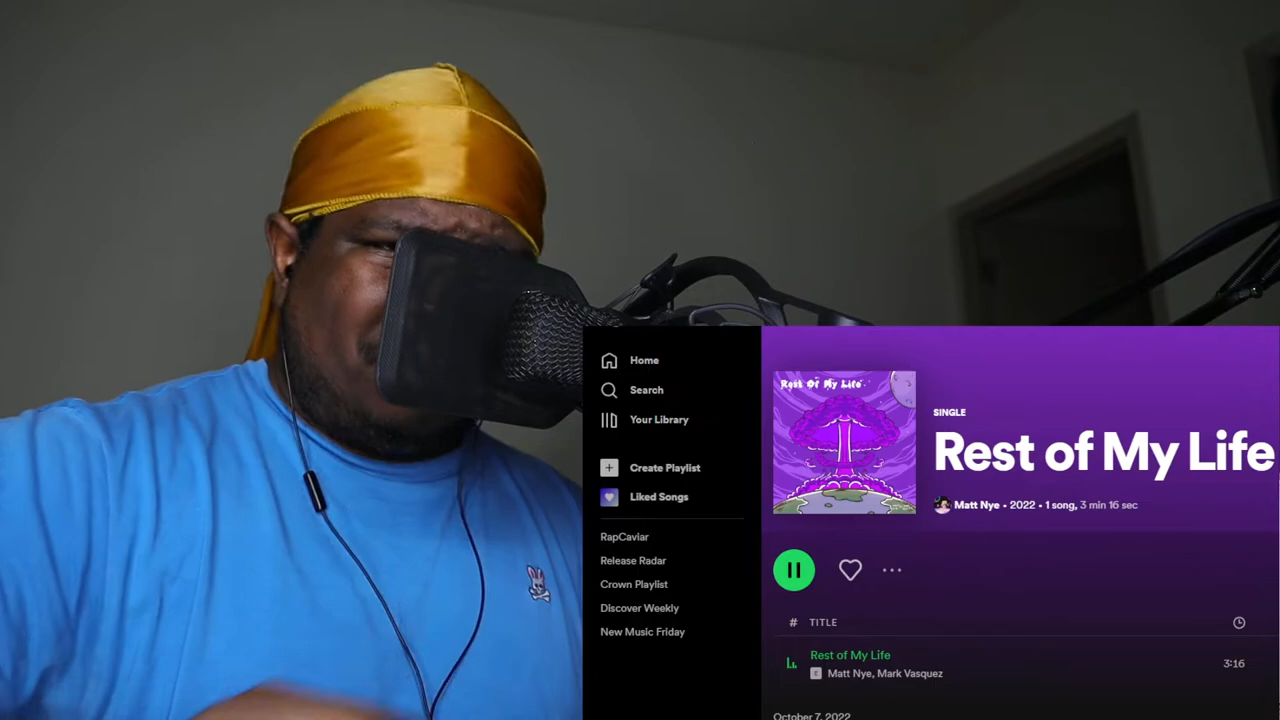 Home
Search
Your Library
Create Playlist
Liked Songs
RapCaviar
Release Radar
Crown Playlist
Discover Weekly
New Music Friday
Rest Of My Life
SINGLE
Rest of My Life
Matt Nye • 2022 • 1 song, 3 min 16 sec
# TITLE
Rest of My Life
3:16
E Matt Nye, Mark Vasquez
October 7, 2022